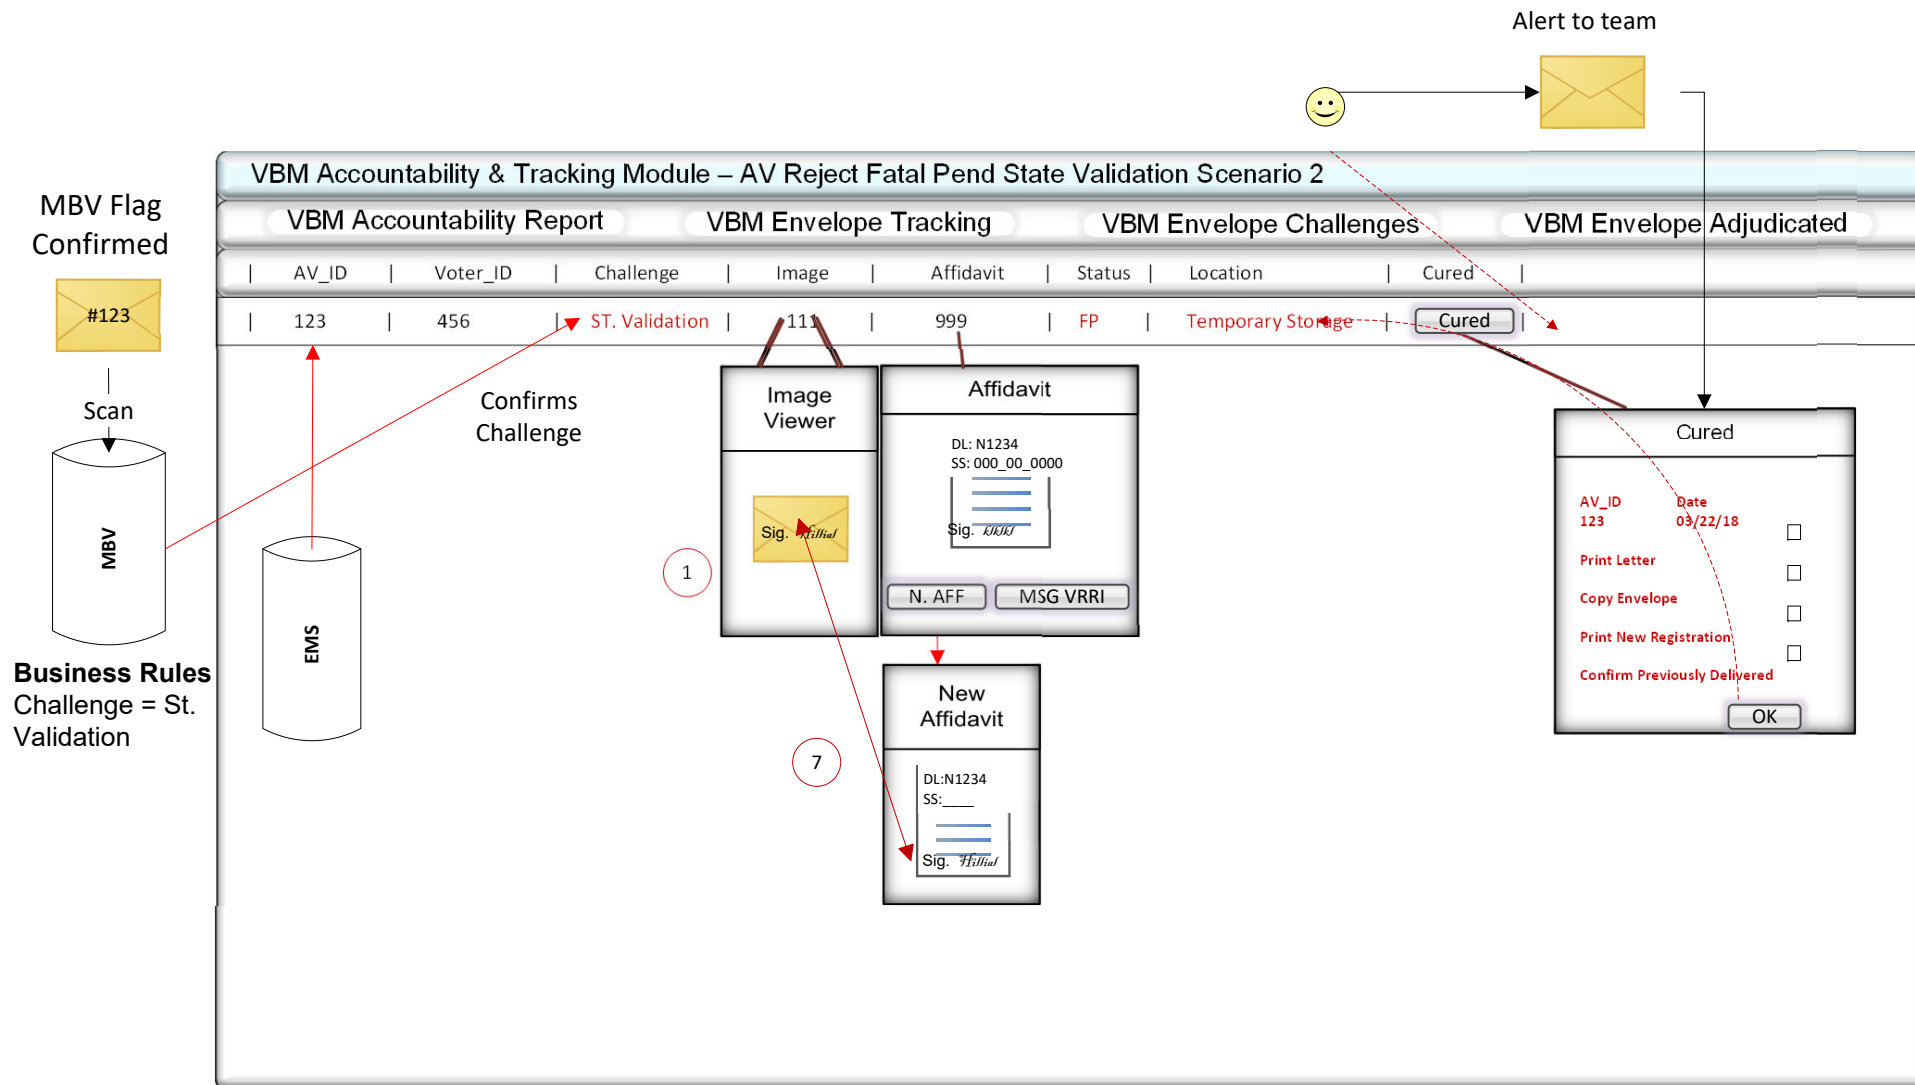 Alert to team
VBM Accountability & Tracking Module – AV Reject Fatal Pend State Validation Scenario 2
MBV Flag
Confirmed
VBM Accountability Report
VBM Envelope Tracking
VBM Envelope Challenges
VBM Envelope Adjudicated
| AV_ID | Voter_ID | Challenge | Image | Affidavit | Status | Location | Cured |
#123
| 123 | 456 | ST. Validation | 111 | 999 | FP | Temporary Storage | Cured |
Scan
MBV
Business Rules
Challenge = St.
Validation
EMS
Confirms
Challenge
1
Image
Viewer
Sig. Hillial
Affidavit
DL: N1234
SS: 000_00_0000
Sig. klklkl
N. AFF
MSG VRRI
7
New
Affidavit
DL:N1234
SS:____
Sig. Hillial
Cured
AV_ID Date
123 03/22/18
Print Letter
Copy Envelope
Print New Registration
Confirm Previously Delivered
OK